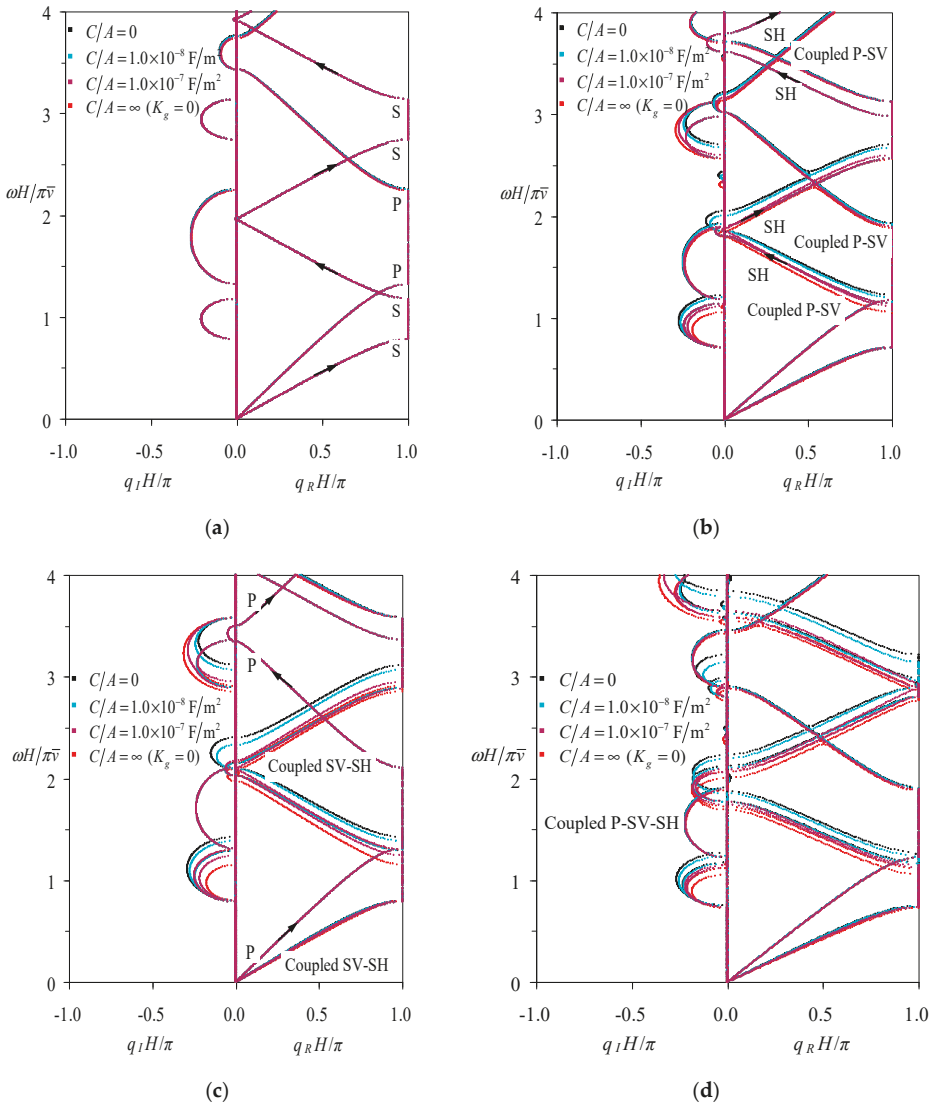 4
C/A=0
C/A=1.0×10⁻⁸ F/m²
C/A=1.0×10⁻⁷ F/m²
C/A=∞ (K_g=0)
3
S
S
ωH/πv̄
P
2
P
S
1
S
0
-1.0 -0.5 0.0 0.5 1.0
q_I H/π q_R H/π
(a)
4
C/A=0
SH
Coupled P-SV
C/A=1.0×10⁻⁸ F/m²
C/A=1.0×10⁻⁷ F/m²
SH
C/A=∞ (K_g=0)
3
ωH/πv̄
2
SH
Coupled P-SV
SH
Coupled P-SV
1
0
-1.0 -0.5 0.0 0.5 1.0
q_I H/π q_R H/π
(b)
4
P
P
C/A=0
3
C/A=1.0×10⁻⁸ F/m²
C/A=1.0×10⁻⁷ F/m²
C/A=∞ (K_g=0)
Coupled SV-SH
ωH/πv̄
2
1
P
Coupled SV-SH
0
-1.0 -0.5 0.0 0.5 1.0
q_I H/π q_R H/π
(c)
4
C/A=0
3
C/A=1.0×10⁻⁸ F/m²
C/A=1.0×10⁻⁷ F/m²
C/A=∞ (K_g=0)
ωH/πv̄
2
Coupled P-SV-SH
1
0
-1.0 -0.5 0.0 0.5 1.0
q_I H/π q_R H/π
(d)